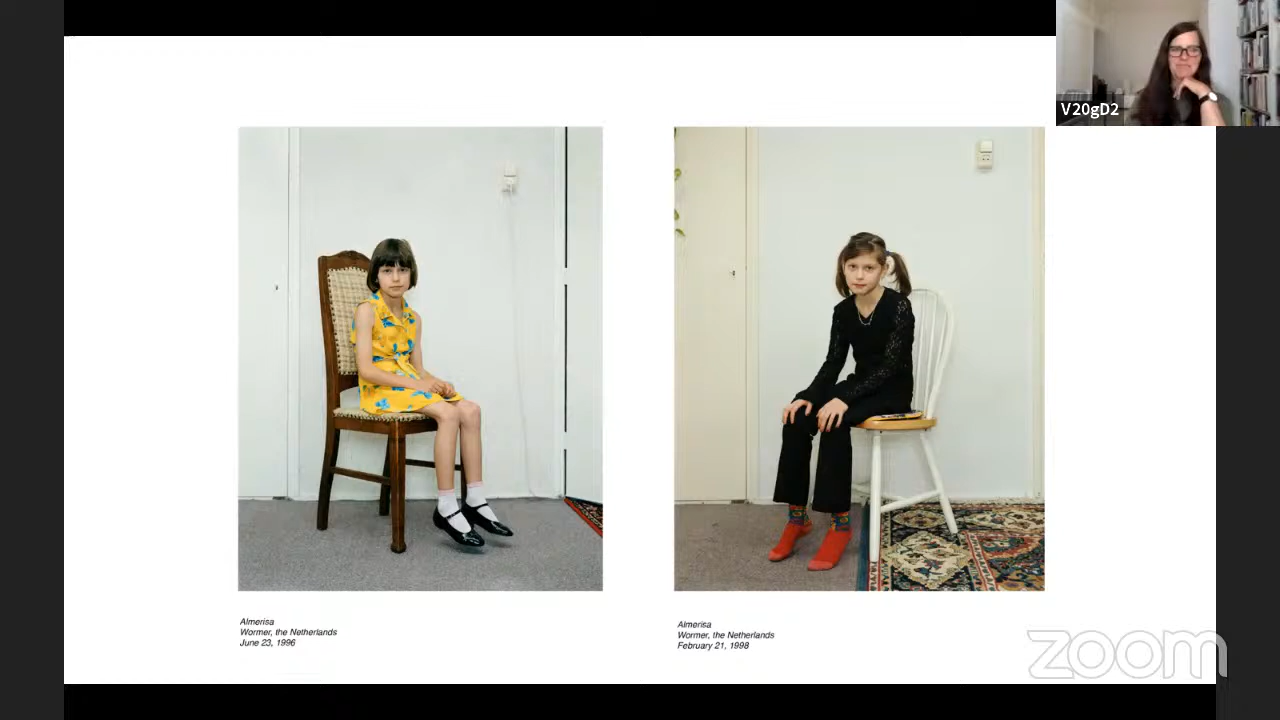 V20gD2
Almerisa
Wormer, the Netherlands
June 23, 1996
Almerisa
Wormer, the Netherlands
February 21, 1998
zoom